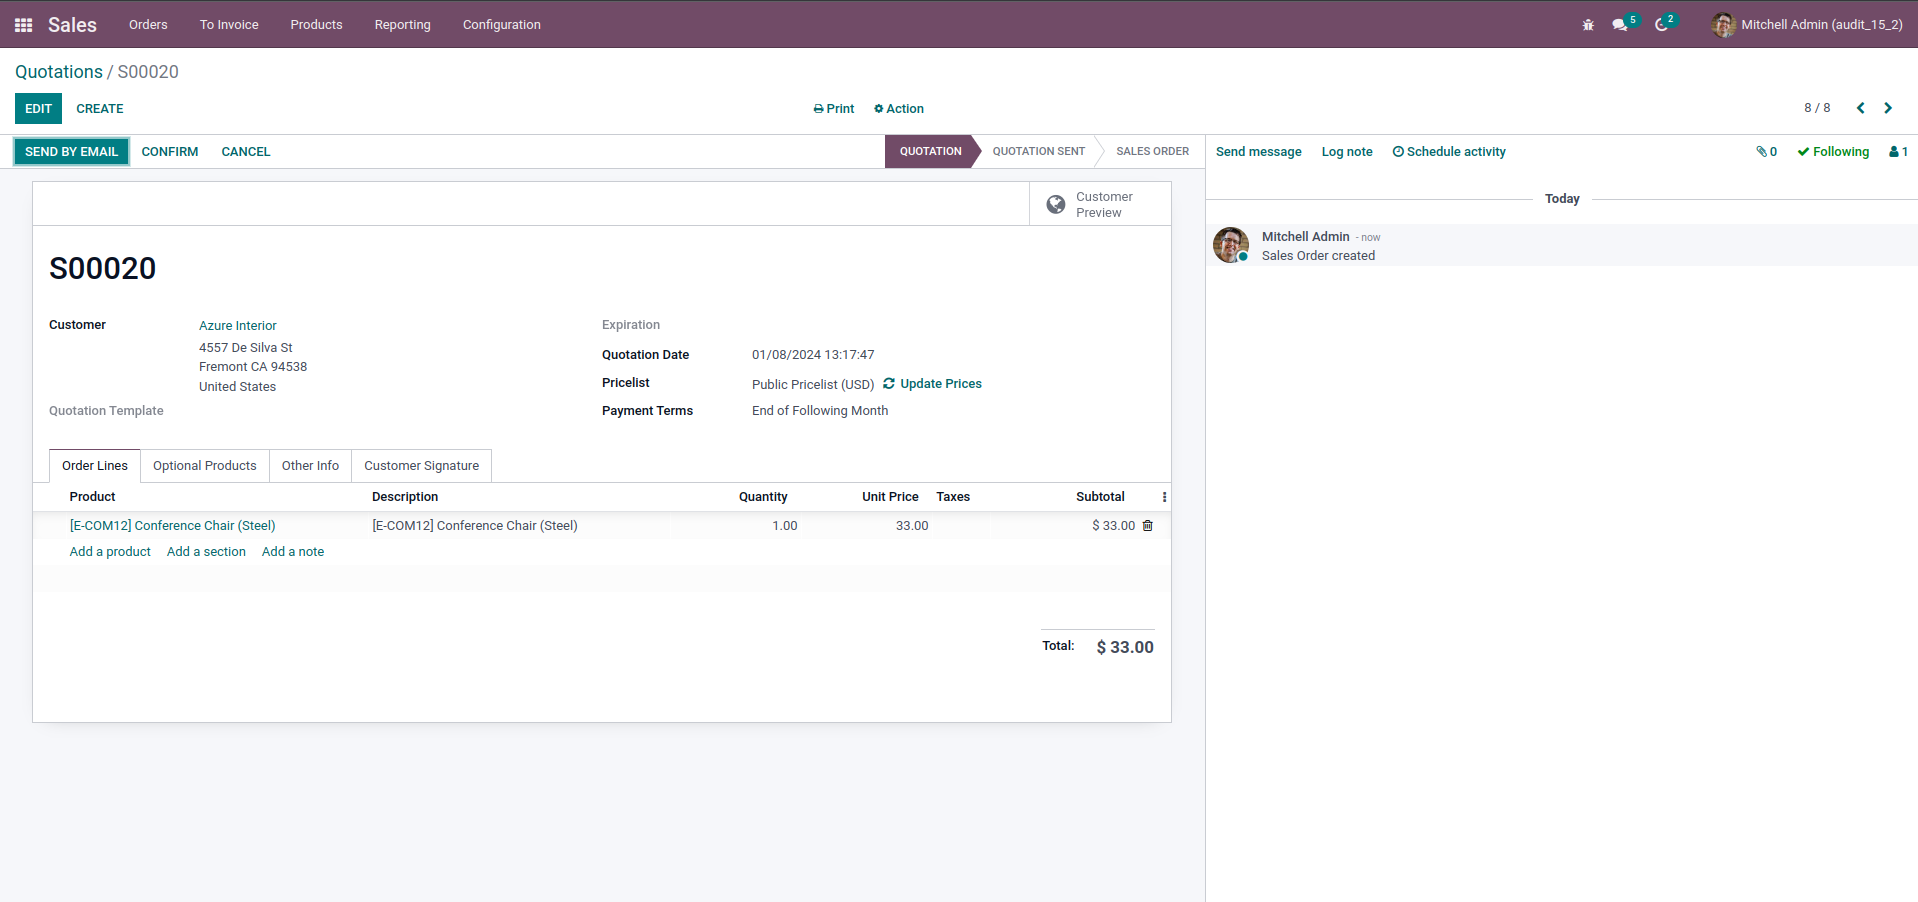 Sales Orders To Invoice Products Reporting Configuration 5 2 Mitchell Admin (audit_15_2)
Quotations / S00020
EDIT CREATE Print Action 8 / 8
SEND BY EMAIL CONFIRM CANCEL QUOTATION QUOTATION SENT SALES ORDER Send message Log note Schedule activity 0 Following 1
Customer
Preview
Today
Mitchell Admin - now
Sales Order created
S00020
Customer Azure Interior
4557 De Silva St
Fremont CA 94538
United States
Quotation Template
Expiration
Quotation Date 01/08/2024 13:17:47
Pricelist Public Pricelist (USD) Update Prices
Payment Terms End of Following Month
Order Lines Optional Products Other Info Customer Signature
Product Description Quantity Unit Price Taxes Subtotal
[E-COM12] Conference Chair (Steel) [E-COM12] Conference Chair (Steel) 1.00 33.00 $ 33.00
Add a product Add a section Add a note
Total: $ 33.00